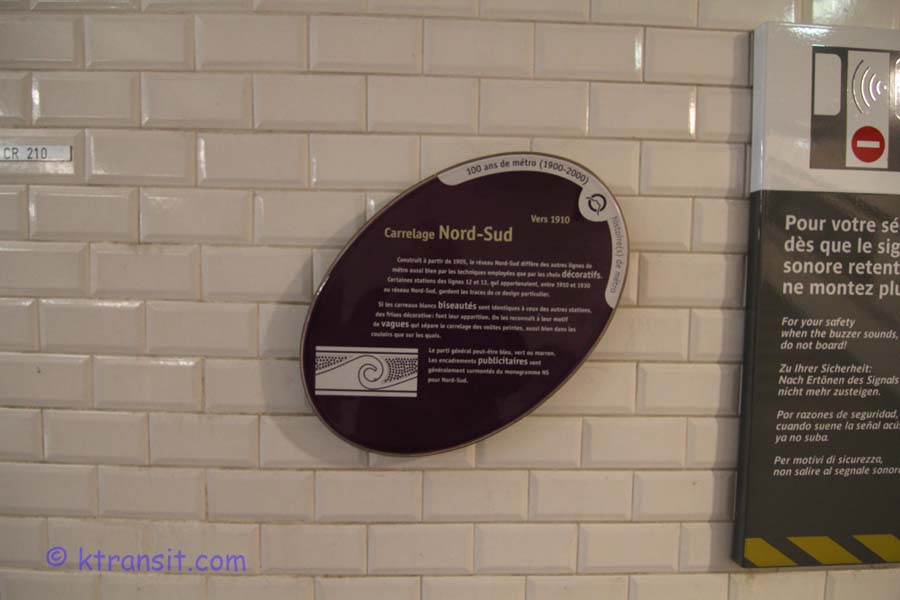 CR 210
100 ans de métro (1900-2000)
histoire(s) de métro
Vers 1910
Carrelage Nord-Sud
Construit à partir de 1905, le réseau Nord-Sud diffère des autres lignes de
métro aussi bien par les techniques employées que par les choix décoratifs.
Certaines stations des lignes 12 et 13, qui appartenaient, entre 1910 et 1930
au réseau Nord-Sud, gardent les traces de ce design particulier.
Si les carreaux blancs biseautés sont identiques à ceux des autres stations,
des frises décoratives font leur apparition. On les reconnaît à leur motif
de vagues qui sépare le carrelage des voûtes peintes, aussi bien dans les
couloirs que sur les quais.
Le parti général peut-être bleu, vert ou marron.
Les encadrements publicitaires sont
généralement surmontés du monogramme NS
pour Nord-Sud.
Pour votre sé
dès que le sig
sonore retent
ne montez plu
For your safety
when the buzzer sounds,
do not board!
Zu Ihrer Sicherheit:
Nach Ertönen des Signals
nicht mehr zusteigen.
Por razones de seguridad,
cuando suene la señal acús
ya no suba.
Per motivi di sicurezza,
non salire al segnale sonor
© ktransit.com